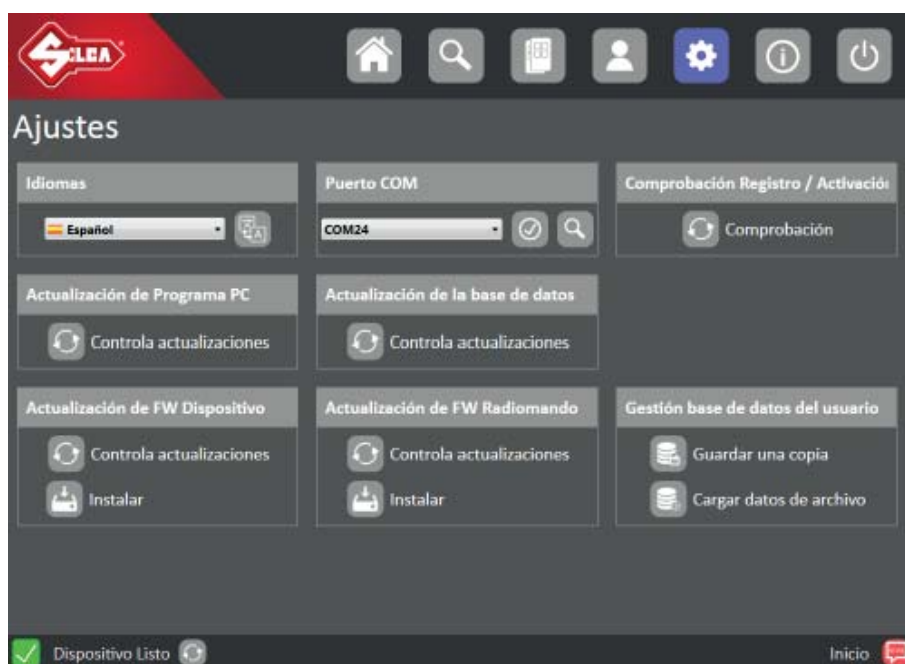 SILCA
Ajustes
Idiomas
Puerto COM
Comprobación Registro / Activación
Español
COM24
Comprobación
Actualización de Programa PC
Actualización de la base de datos
Controla actualizaciones
Controla actualizaciones
Actualización de FW Dispositivo
Actualización de FW Radiomando
Gestión base de datos del usuario
Controla actualizaciones
Controla actualizaciones
Guardar una copia
Instalar
Instalar
Cargar datos de archivo
Dispositivo Listo
Inicio